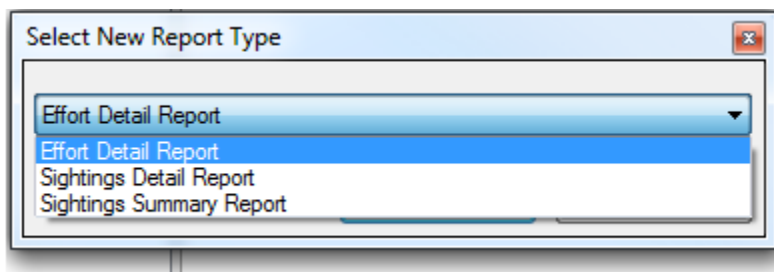 Select New Report Type
Effort Detail Report
Effort Detail Report
Sightings Detail Report
Sightings Summary Report